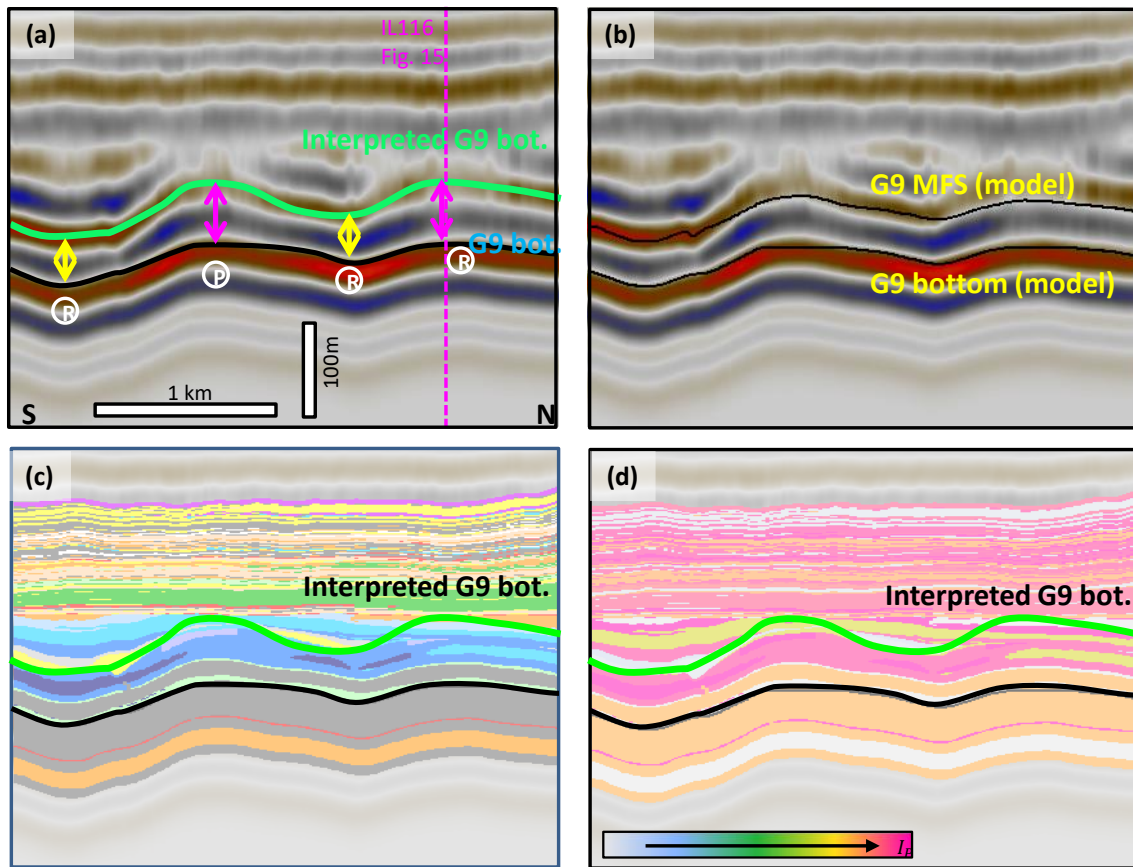 (a)
IL116
Fig. 15
Interpreted G9 bot.
G9 bot.
R
P
R
R
100m
1 km
S
N
(b)
G9 MFS (model)
G9 bottom (model)
(c)
Interpreted G9 bot.
(d)
Interpreted G9 bot.